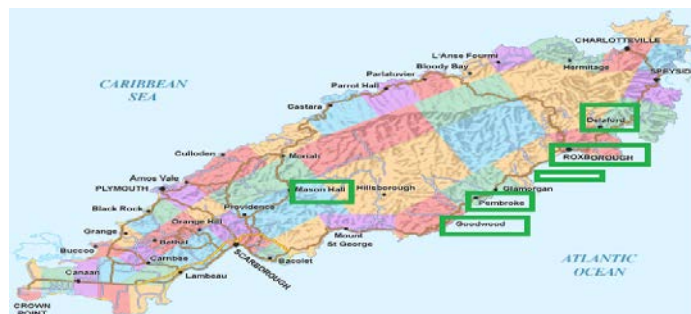 CHARLOTTEVILLE
L'Anse Fourmi
Bloody Bay
Hermitage
SPEYSID
Parlatuvier
Parrot Hall
CARIBBEAN
SEA
Castara
Delaford
ROXBOROUGH
Culloden
Moriah
Arnos Vale
PLYMOUTH
Mason Hall
Hillsborough
Glamorgan
Pembroke
Black Rock
Providence
Orange Hill
Goodwood
Grange
Mount
St George
Bethel
Buccoo
Carnbee
Bacolet
SCARBOROUGH
ATLANTIC
OCEAN
Canaan
Lambeau
CROWN
POINT